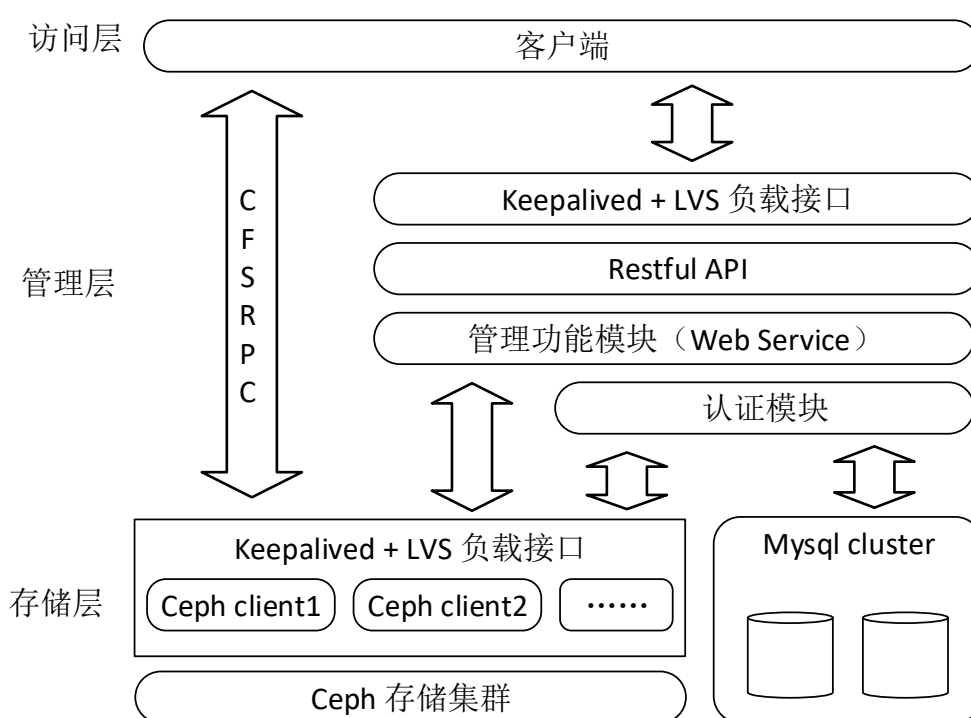 访问层
客户端
CFSRPC
Keepalived + LVS 负载接口
Restful API
管理层
管理功能模块（Web Service）
认证模块
Keepalived + LVS 负载接口
Mysql cluster
存储层
Ceph client1
Ceph client2
······
Ceph 存储集群